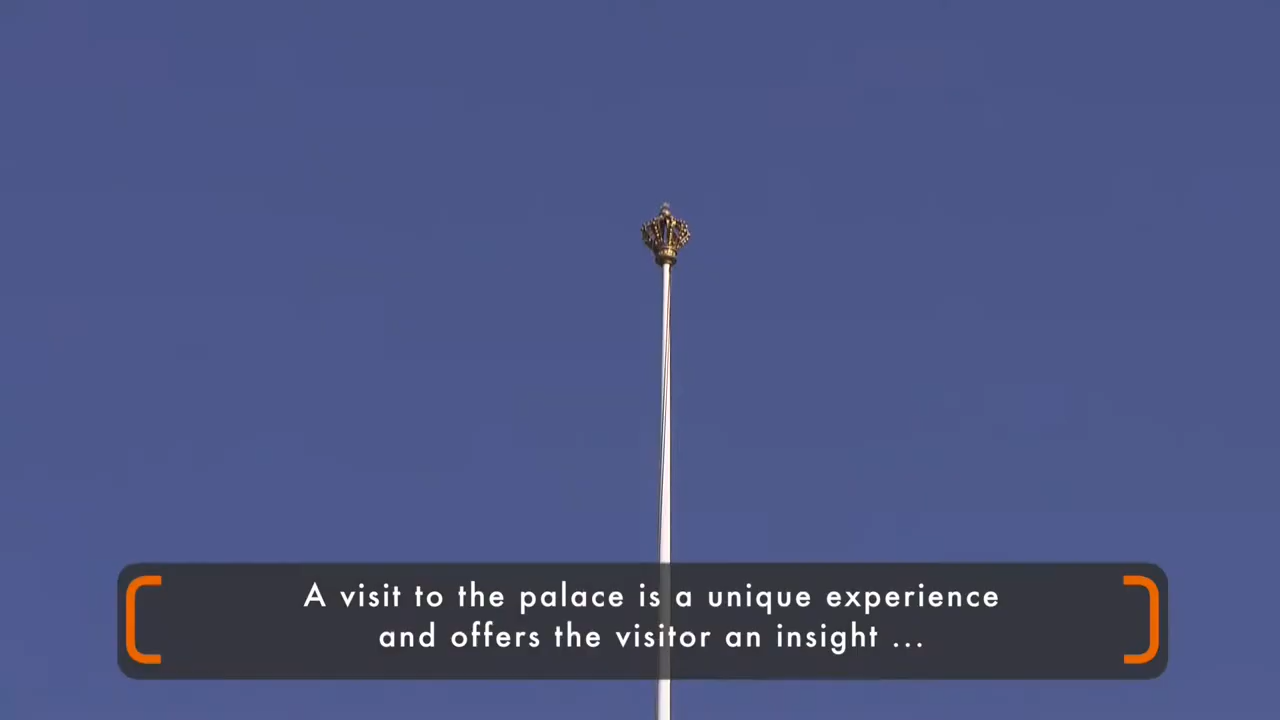 A visit to the palace is a unique experience
and offers the visitor an insight ...